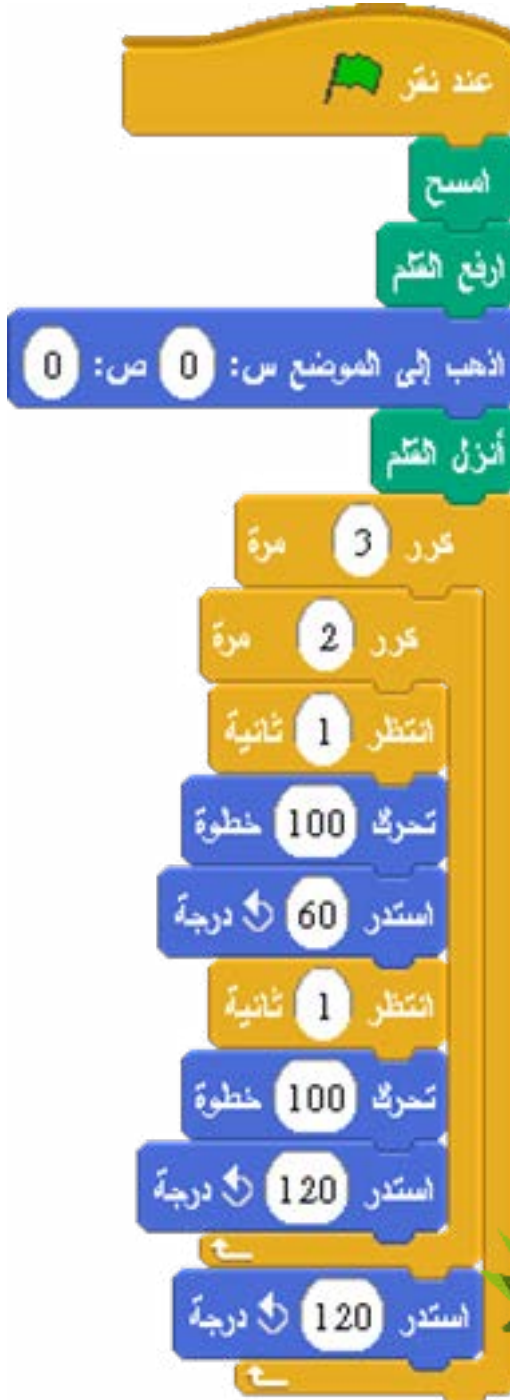 عند نقر
امسح
ارفع القلم
اذهب إلى الموضع س: 0 ص: 0
أنزل القلم
كرر 3 مرة
كرر 2 مرة
انتظر 1 ثانية
تحرك 100 خطوة
استدر 60 درجة
انتظر 1 ثانية
تحرك 100 خطوة
استدر 120 درجة
استدر 120 درجة